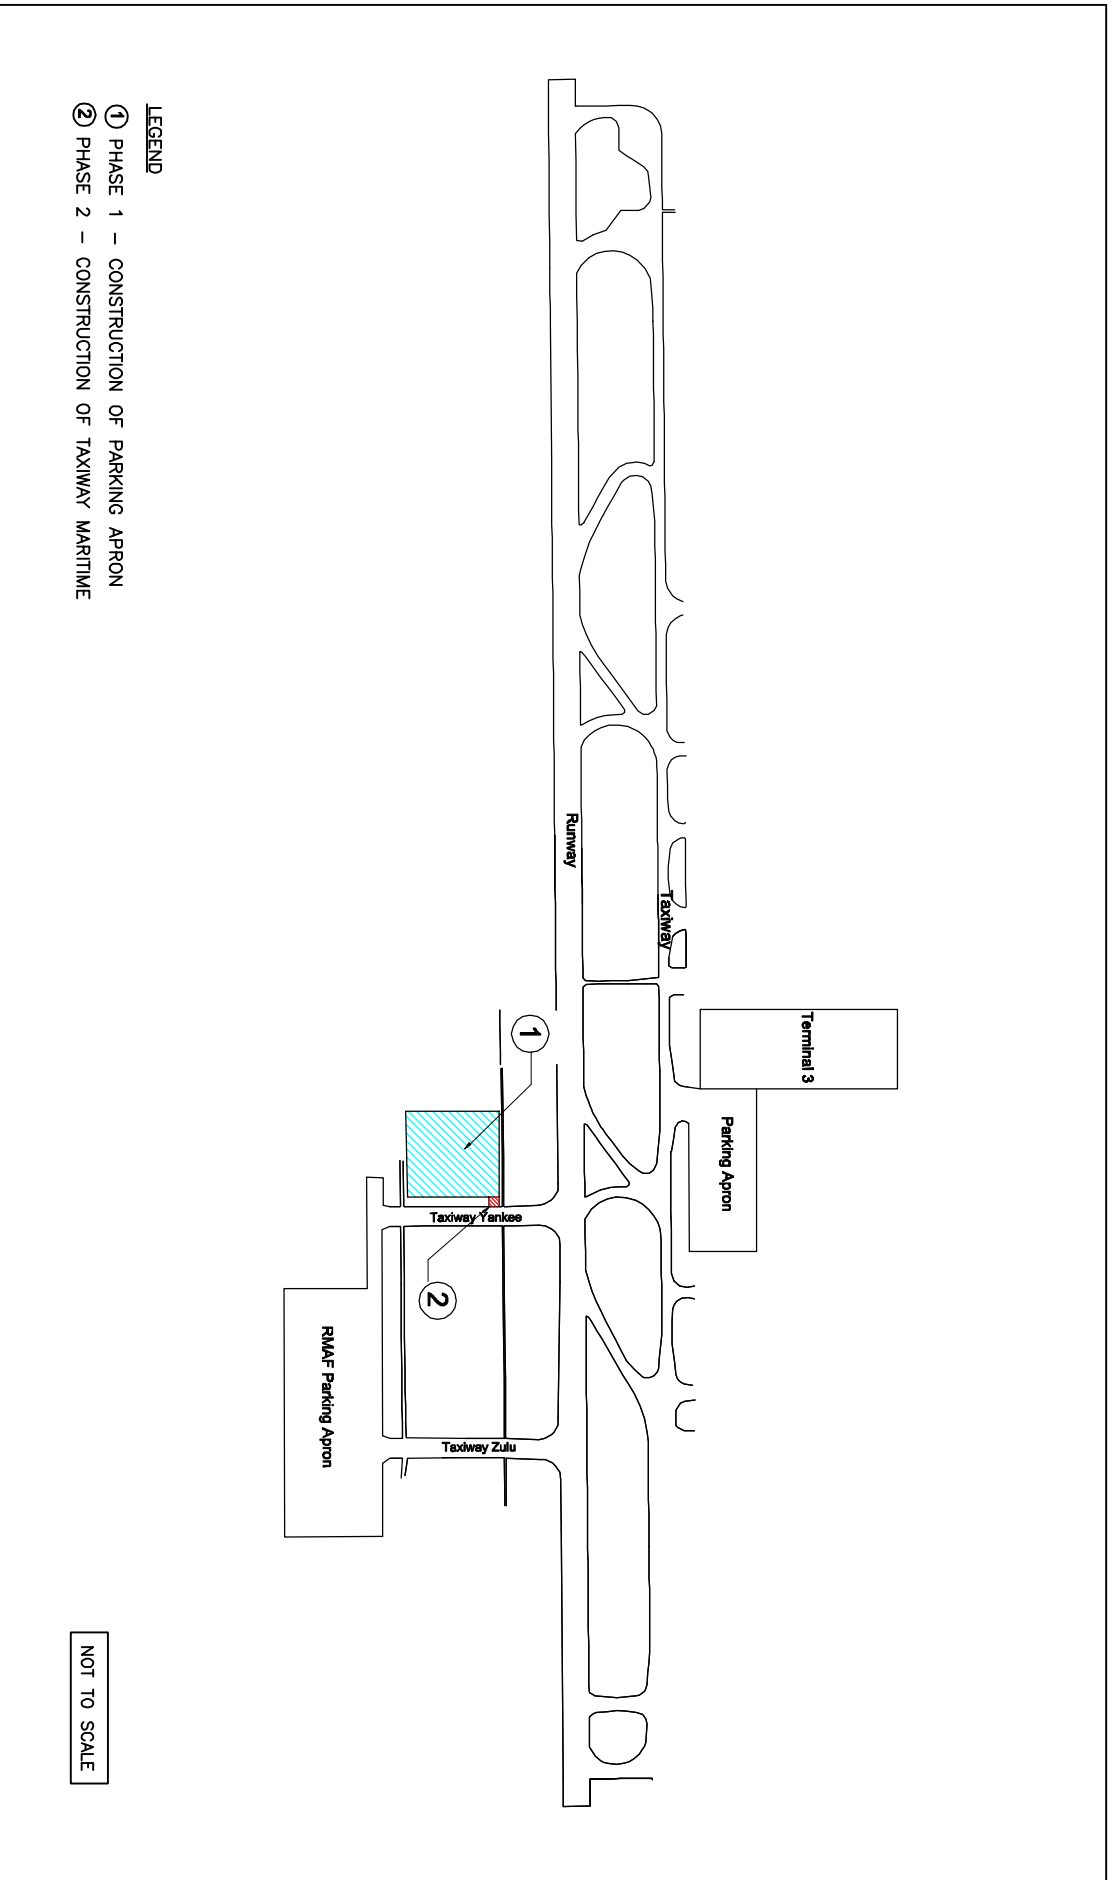 Terminal 3
Parking Apron
Taxiway
Runway
1
Taxiway Yankee
Taxiway Zulu
2
RMAF Parking Apron
LEGEND
1 PHASE 1 – CONSTRUCTION OF PARKING APRON
2 PHASE 2 – CONSTRUCTION OF TAXIWAY MARITIME
NOT TO SCALE